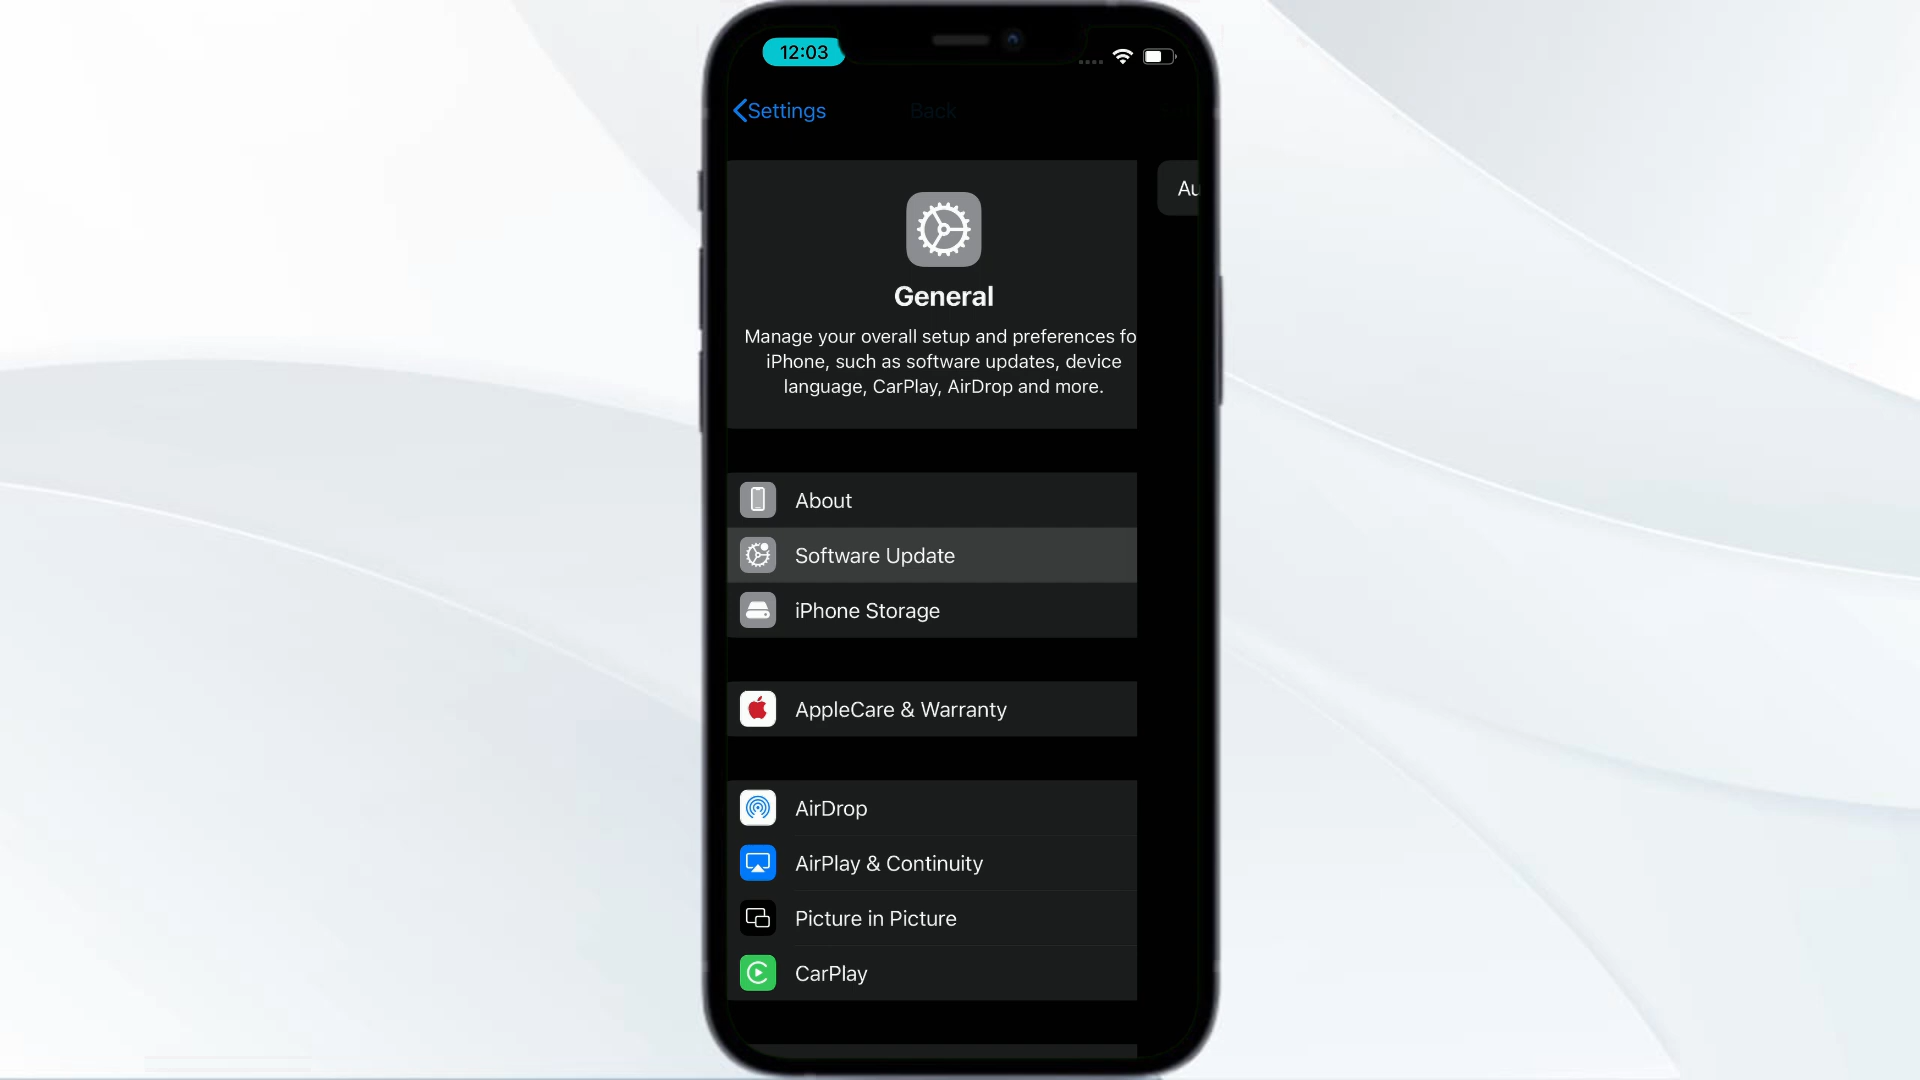 12:03
Settings
Back
Au
General
Manage your overall setup and preferences fo
iPhone, such as software updates, device
language, CarPlay, AirDrop and more.
About
Software Update
iPhone Storage
AppleCare & Warranty
AirDrop
AirPlay & Continuity
Picture in Picture
CarPlay